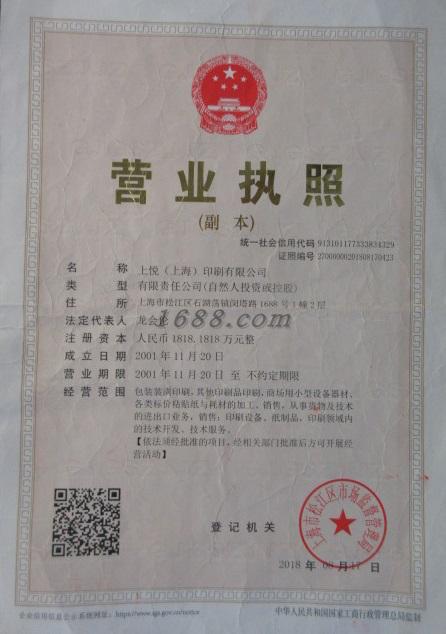 营业执照
(副 本)
统一社会信用代码 913101177333834329
证照编号 27000000201808170423
名 称 上悦（上海）印刷有限公司
类 型 有限责任公司(自然人投资或控股)
住 所 上海市松江区石湖荡镇闵塔路1688号1幢2层
法定代表人 龙会伦
1688.com
注册资本 人民币1818.1818万元整
成立日期 2001年11月20日
营业期限 2001年11月20日 至 不约定期限
经营范围 包装装潢印刷,其他印刷品印刷,商场用小型设备器材、
各类标价粘贴纸与耗材的加工、销售,从事货物及技术
的进出口业务,销售:印刷设备、纸制品,印刷领域内
的技术开发、技术服务。
【依法须经批准的项目,经相关部门批准后方可开展经
营活动】
登记机关
上海市松江区市场监督管理局
2018年08月17日
企业信用信息公示系统网址:
中华人民共和国国家工商行政管理总局监制